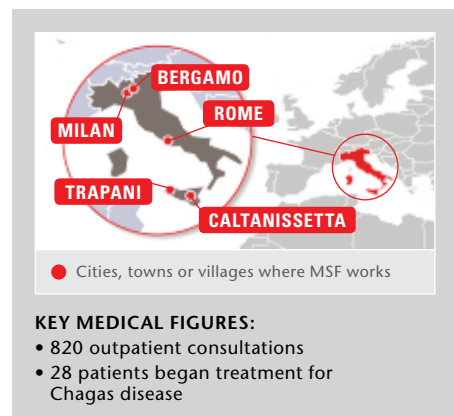 BERGAMO
ROME
MILAN
TRAPANI
CALTANISSETTA
Cities, towns or villages where MSF works
KEY MEDICAL FIGURES:
• 820 outpatient consultations
• 28 patients began treatment for
Chagas disease